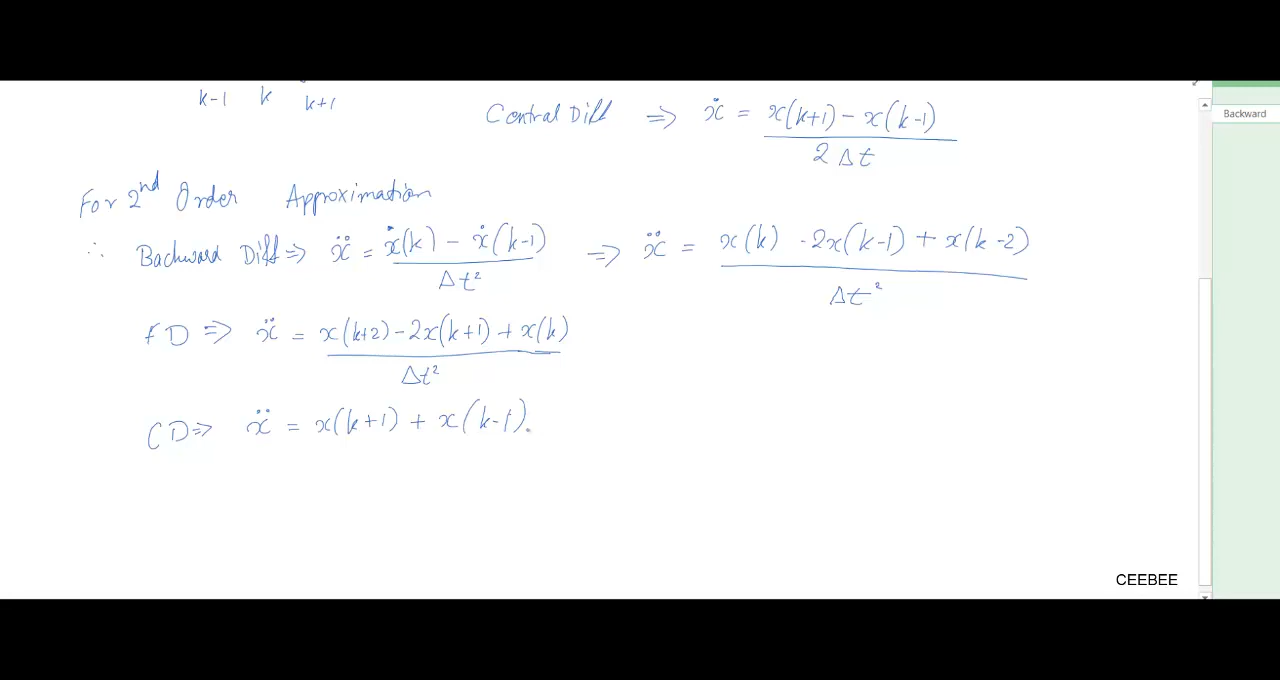 k-1 k k+1
Central Diff ⇒ ẋ = x(k+1) - x(k-1) / 2 Δt
Backward
For 2nd Order Approximation
∴ Backward Diff ⇒ ẍ = ẋ(k) - ẋ(k-1) / Δt² ⇒ ẍ = x(k) - 2x(k-1) + x(k-2) / Δt²
FD ⇒ ẍ = x(k+2) - 2x(k+1) + x(k) / Δt²
CD ⇒ ẍ = x(k+1) + x(k-1)
CEEBEE